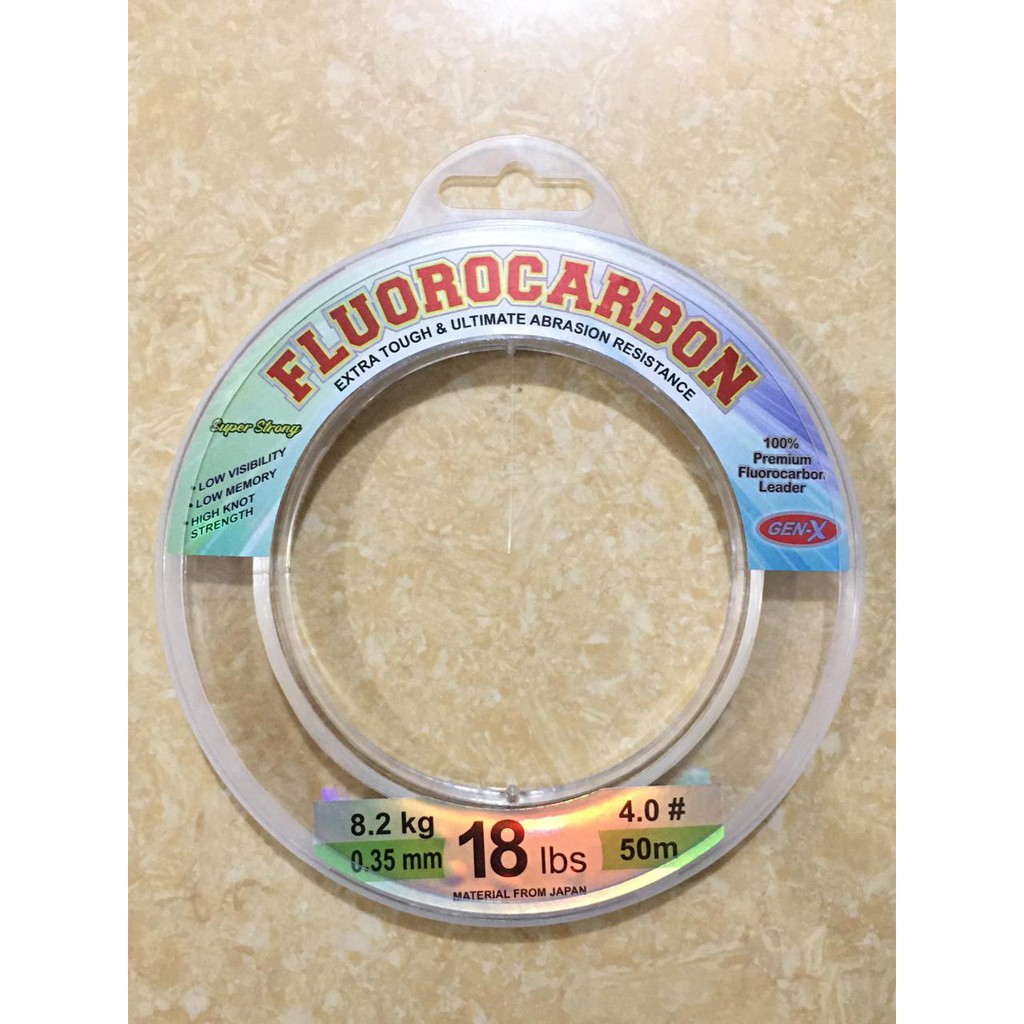 FLUOROCARBON
EXTRA TOUGH & ULTIMATE ABRASION RESISTANCE
Super Strong
• LOW VISIBILITY
• LOW MEMORY
• HIGH KNOT
STRENGTH
100%
Premium
Fluorocarbon
Leader
GEN-X
8.2 kg
0.35 mm
18 lbs
4.0 #
50m
MATERIAL FROM JAPAN